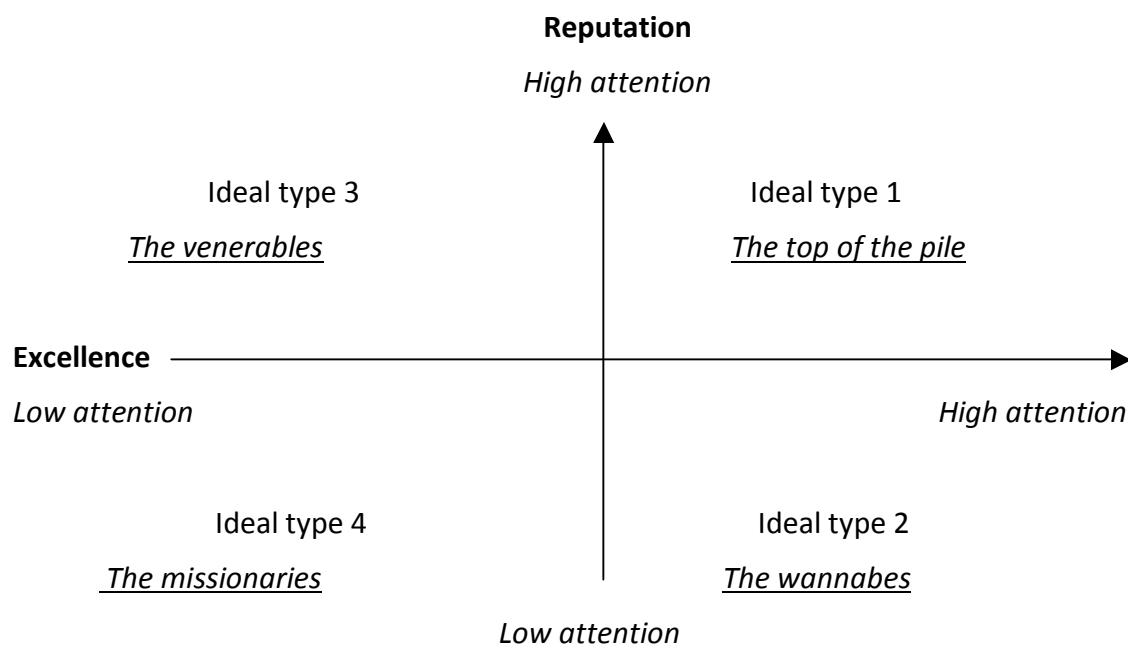 Reputation
High attention
Ideal type 3
Ideal type 1
The venerables
The top of the pile
Excellence
Low attention
High attention
Ideal type 4
Ideal type 2
The missionaries
The wannabes
Low attention